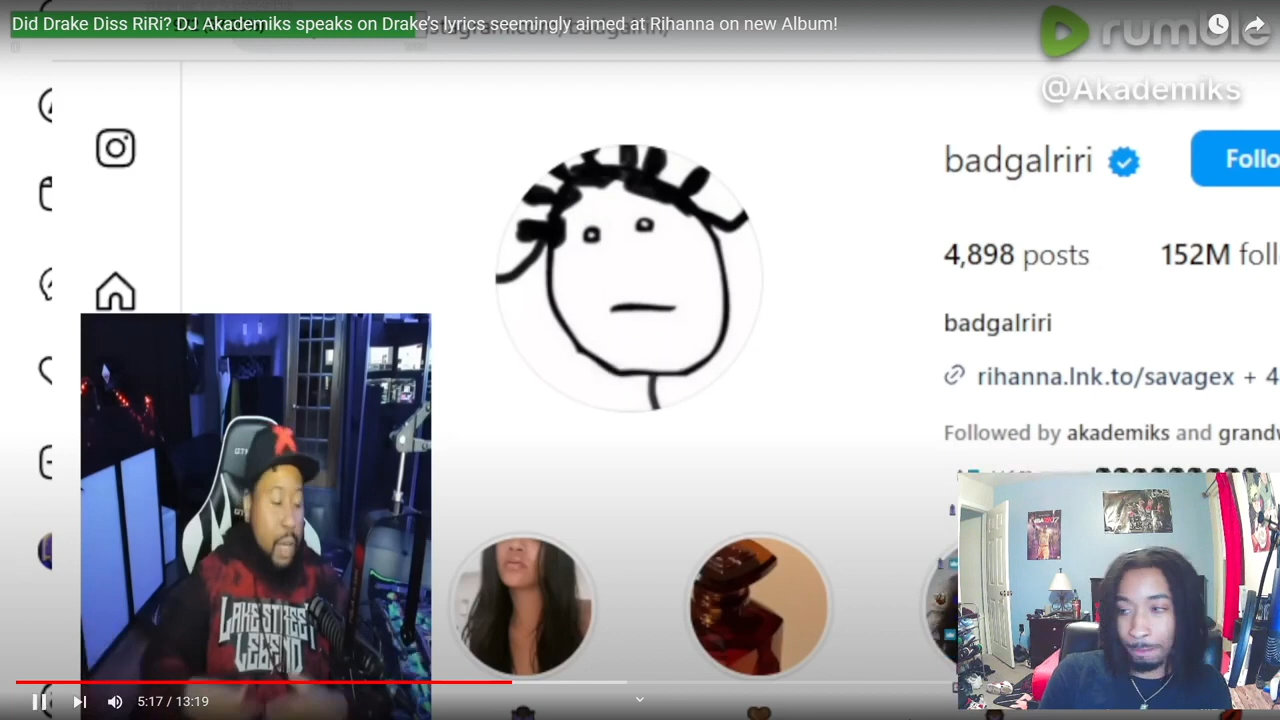 Did Drake Diss RiRi? DJ Akademiks speaks on Drake's lyrics seemingly aimed at Rihanna on new Album!
rumble
@Akademiks
badgalriri
Follo
4,898 posts 152M foll
badgalriri
rihanna.lnk.to/savagex + 4
Followed by akademiks and grandw
LAKE STREET
LEGEND
5:17 / 13:19